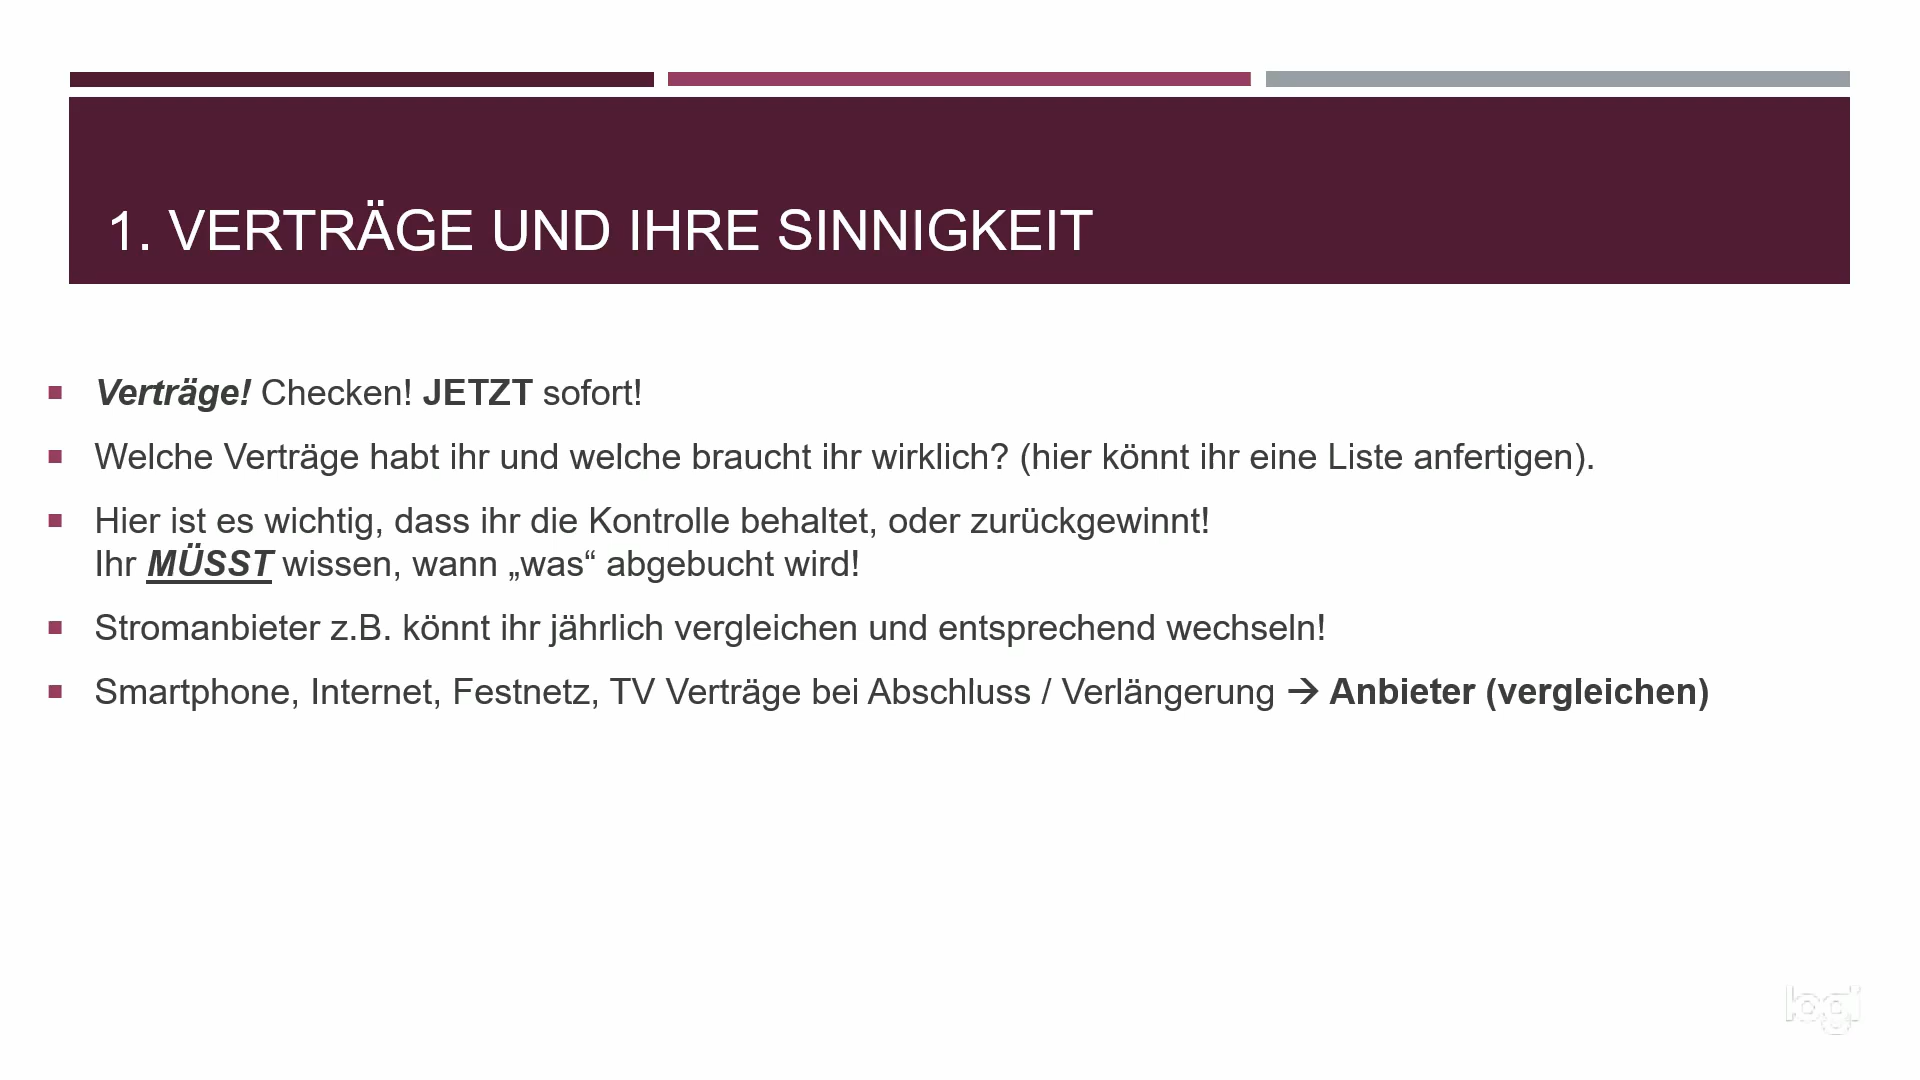 1. VERTRÄGE UND IHRE SINNIGKEIT
Verträge! Checken! JETZT sofort!
Welche Verträge habt ihr und welche braucht ihr wirklich? (hier könnt ihr eine Liste anfertigen).
Hier ist es wichtig, dass ihr die Kontrolle behaltet, oder zurückgewinnt!
Ihr MÜSST wissen, wann „was“ abgebucht wird!
Stromanbieter z.B. könnt ihr jährlich vergleichen und entsprechend wechseln!
Smartphone, Internet, Festnetz, TV Verträge bei Abschluss / Verlängerung → Anbieter (vergleichen)
logi